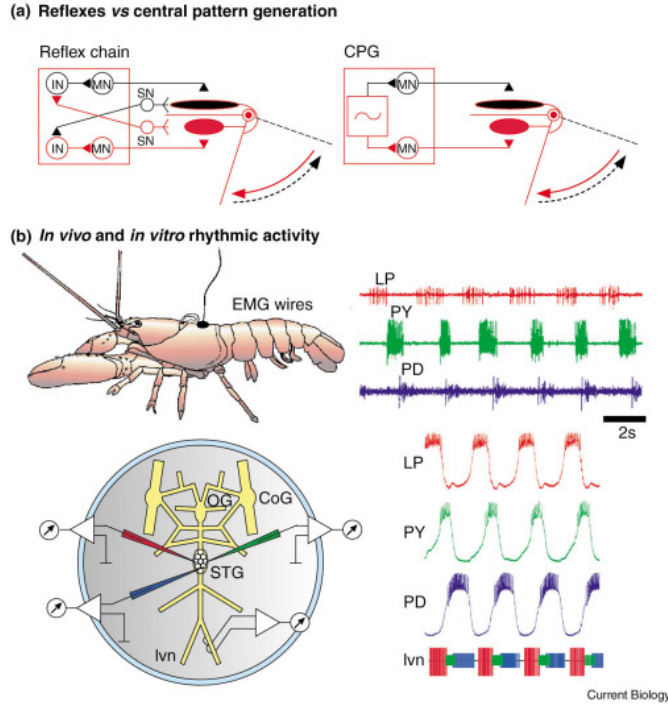 (a) Reflexes vs central pattern generation
Reflex chain
CPG
IN
MN
SN
MN
IN
MN
SN
MN
(b) In vivo and in vitro rhythmic activity
EMG wires
LP
PY
PD
2s
OG
CoG
STG
lvn
LP
PY
PD
lvn
Current Biology